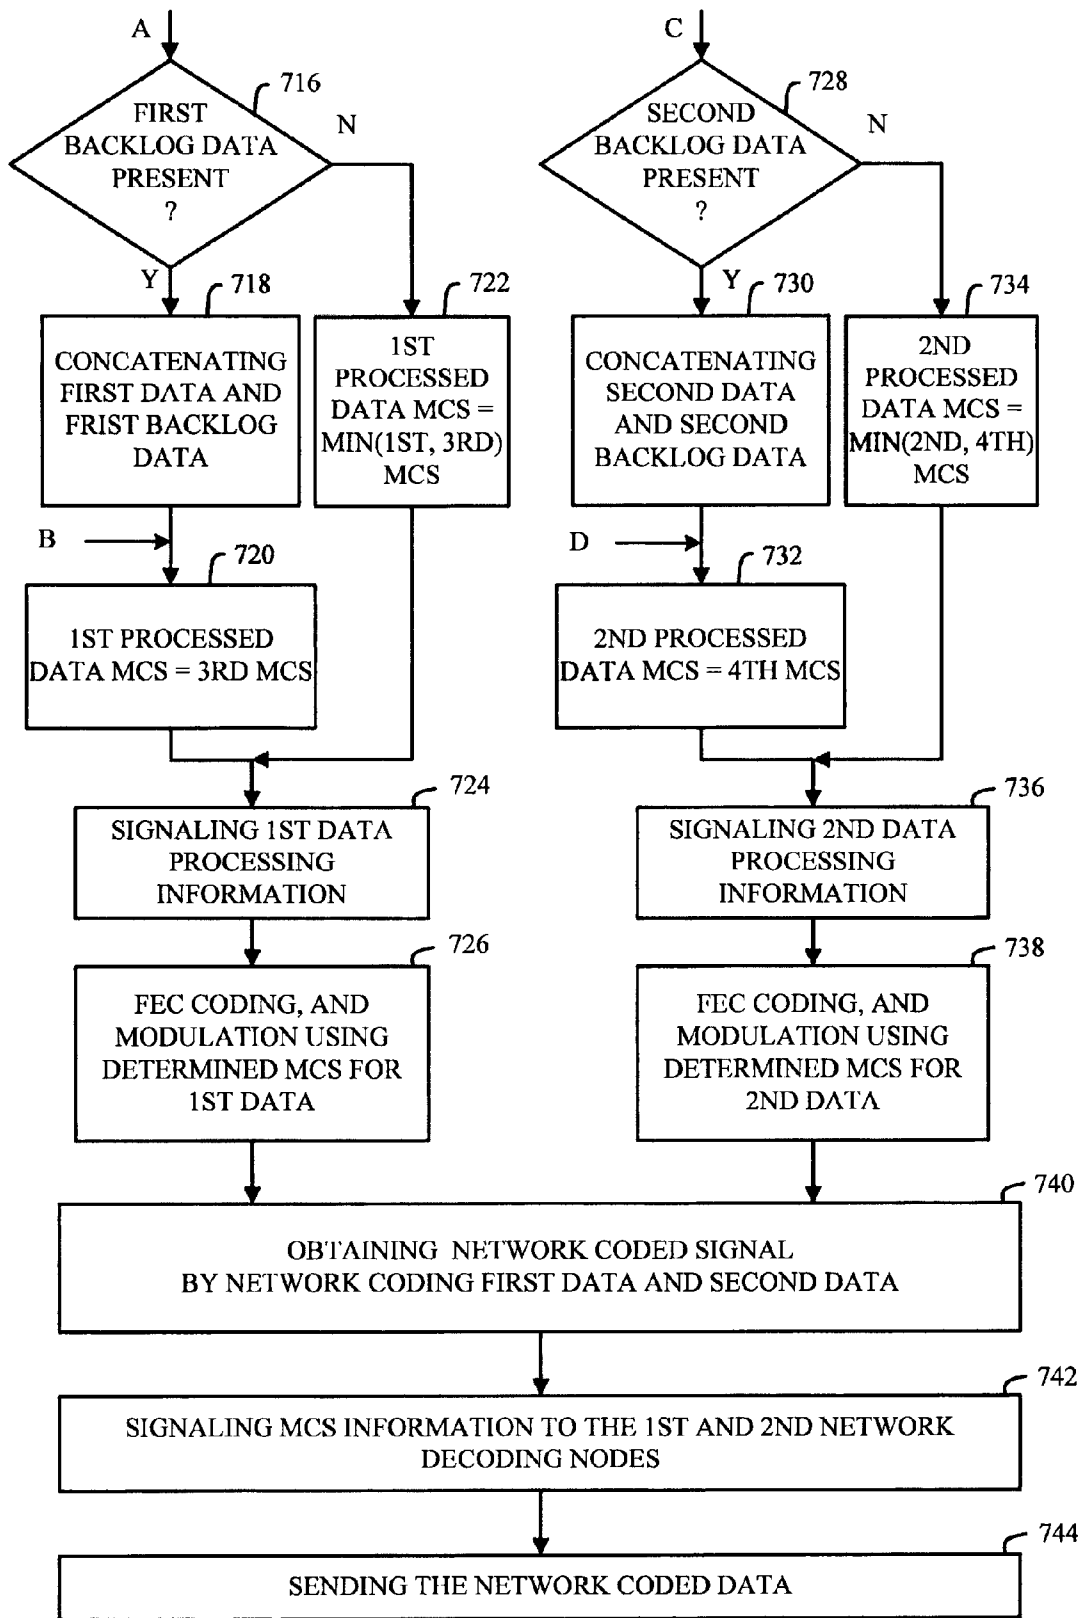 A
716
FIRST
BACKLOG DATA
PRESENT
?
N
Y
718
CONCATENATING
FIRST DATA AND
FRIST BACKLOG
DATA
722
1ST
PROCESSED
DATA MCS =
MIN(1ST, 3RD)
MCS
B
720
1ST PROCESSED
DATA MCS = 3RD MCS
724
SIGNALING 1ST DATA
PROCESSING
INFORMATION
726
FEC CODING, AND
MODULATION USING
DETERMINED MCS FOR
1ST DATA
C
728
SECOND
BACKLOG DATA
PRESENT
?
N
Y
730
CONCATENATING
SECOND DATA
AND SECOND
BACKLOG DATA
734
2ND
PROCESSED
DATA MCS =
MIN(2ND, 4TH)
MCS
D
732
2ND PROCESSED
DATA MCS = 4TH MCS
736
SIGNALING 2ND DATA
PROCESSING
INFORMATION
738
FEC CODING, AND
MODULATION USING
DETERMINED MCS FOR
2ND DATA
740
OBTAINING NETWORK CODED SIGNAL
BY NETWORK CODING FIRST DATA AND SECOND DATA
742
SIGNALING MCS INFORMATION TO THE 1ST AND 2ND NETWORK
DECODING NODES
744
SENDING THE NETWORK CODED DATA